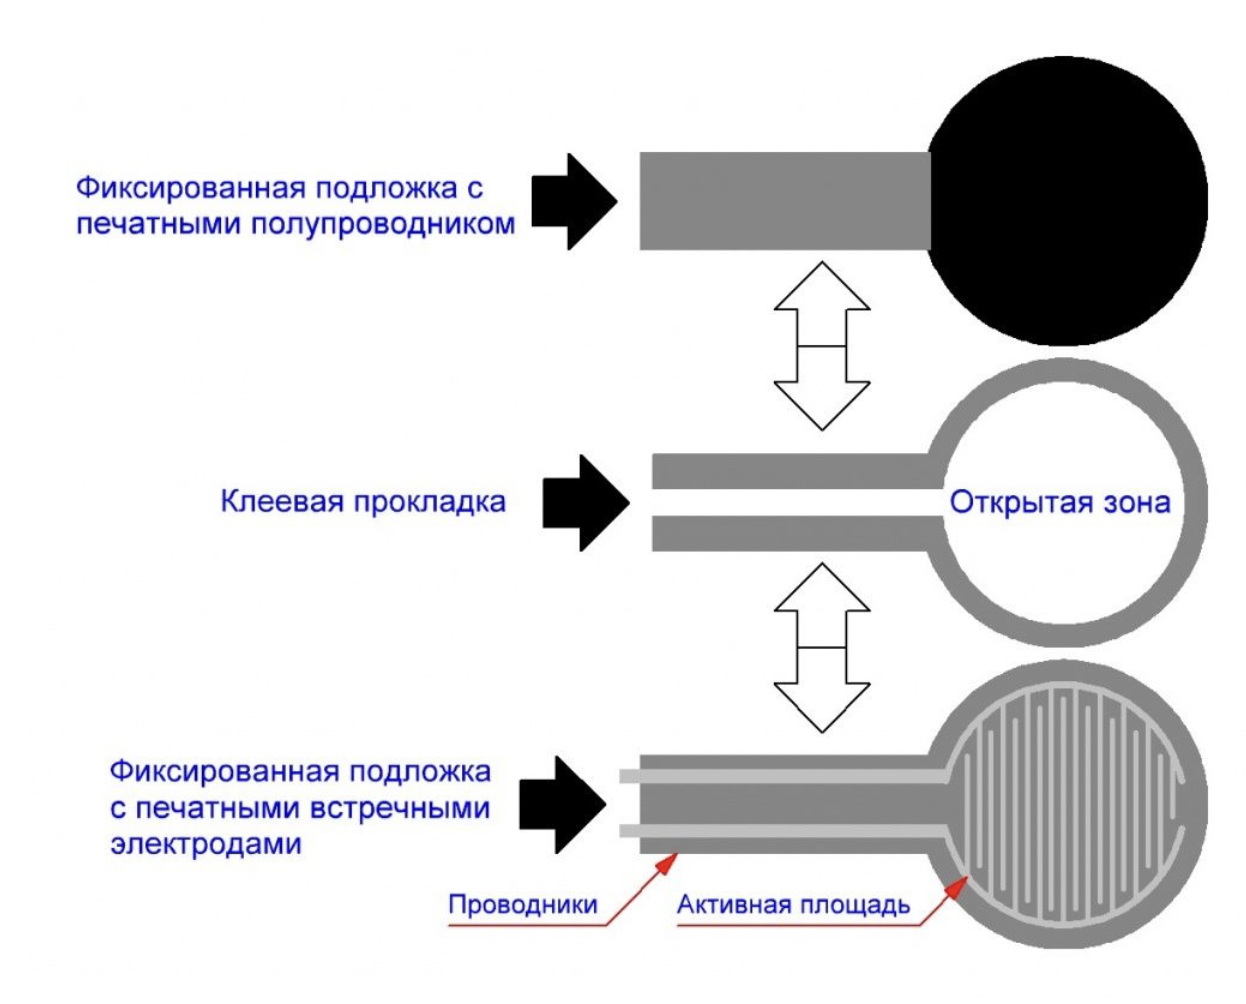 Фиксированная подложка с
печатными полупроводником
Клеевая прокладка
Открытая зона
Фиксированная подложка
с печатными встречными
электродами
Проводники
Активная площадь